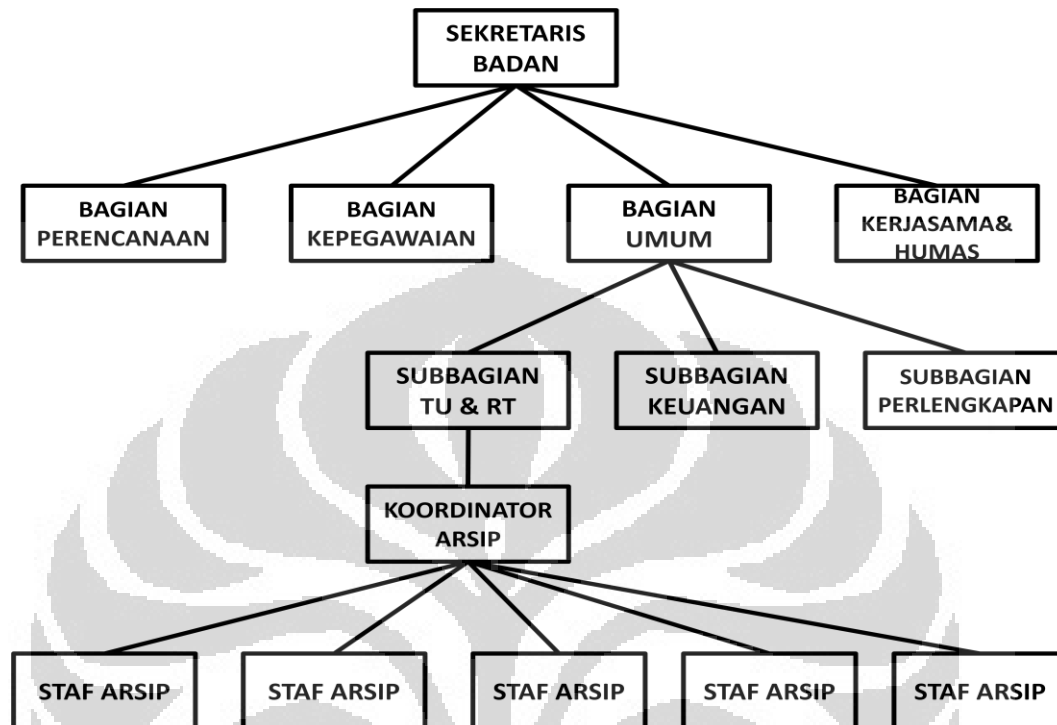 SEKRETARIS
BADAN
BAGIAN
PERENCANAAN
BAGIAN
KEPEGAWAIAN
BAGIAN
UMUM
BAGIAN
KERJASAMA&
HUMAS
SUBBAGIAN
TU & RT
SUBBAGIAN
KEUANGAN
SUBBAGIAN
PERLENGKAPAN
KOORDINATOR
ARSIP
STAF ARSIP
STAF ARSIP
STAF ARSIP
STAF ARSIP
STAF ARSIP